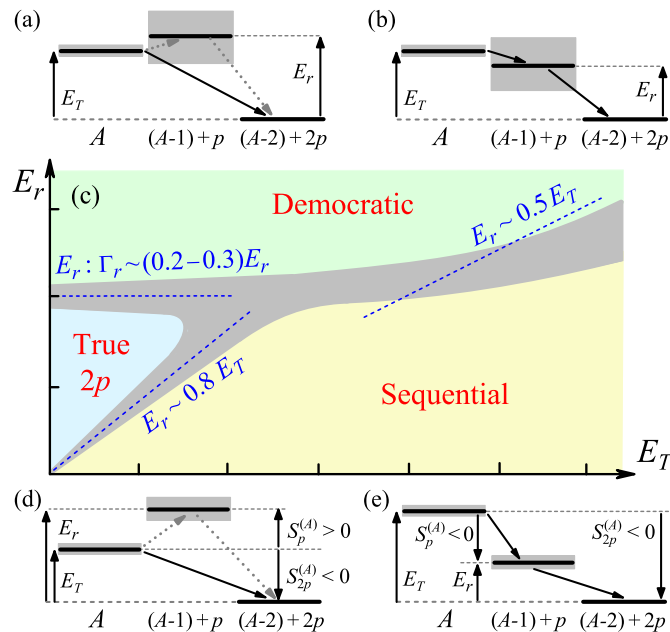 (a)
E_T
E_r
A
(A-1) + p
(A-2) + 2p
(b)
E_T
E_r
A
(A-1) + p
(A-2) + 2p
E_r
(c)
Democratic
E_r ~ 0.5 E_T
E_r : Γ_r ~ (0.2 – 0.3)E_r
True
2p
E_r ~ 0.8 E_T
Sequential
E_T
(d)
E_r
E_T
S_p^(A) > 0
S_2p^(A) < 0
A
(A-1) + p
(A-2) + 2p
(e)
E_T
S_p^(A) < 0
E_r
S_2p^(A) < 0
A
(A-1) + p
(A-2) + 2p